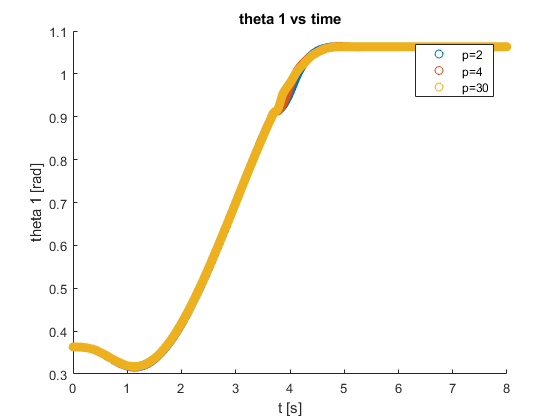 theta 1 vs time
1.1
1
0.9
0.8
0.7
0.6
0.5
0.4
0.3
theta 1 [rad]
p=2
p=4
p=30
0 1 2 3 4 5 6 7 8
t [s]